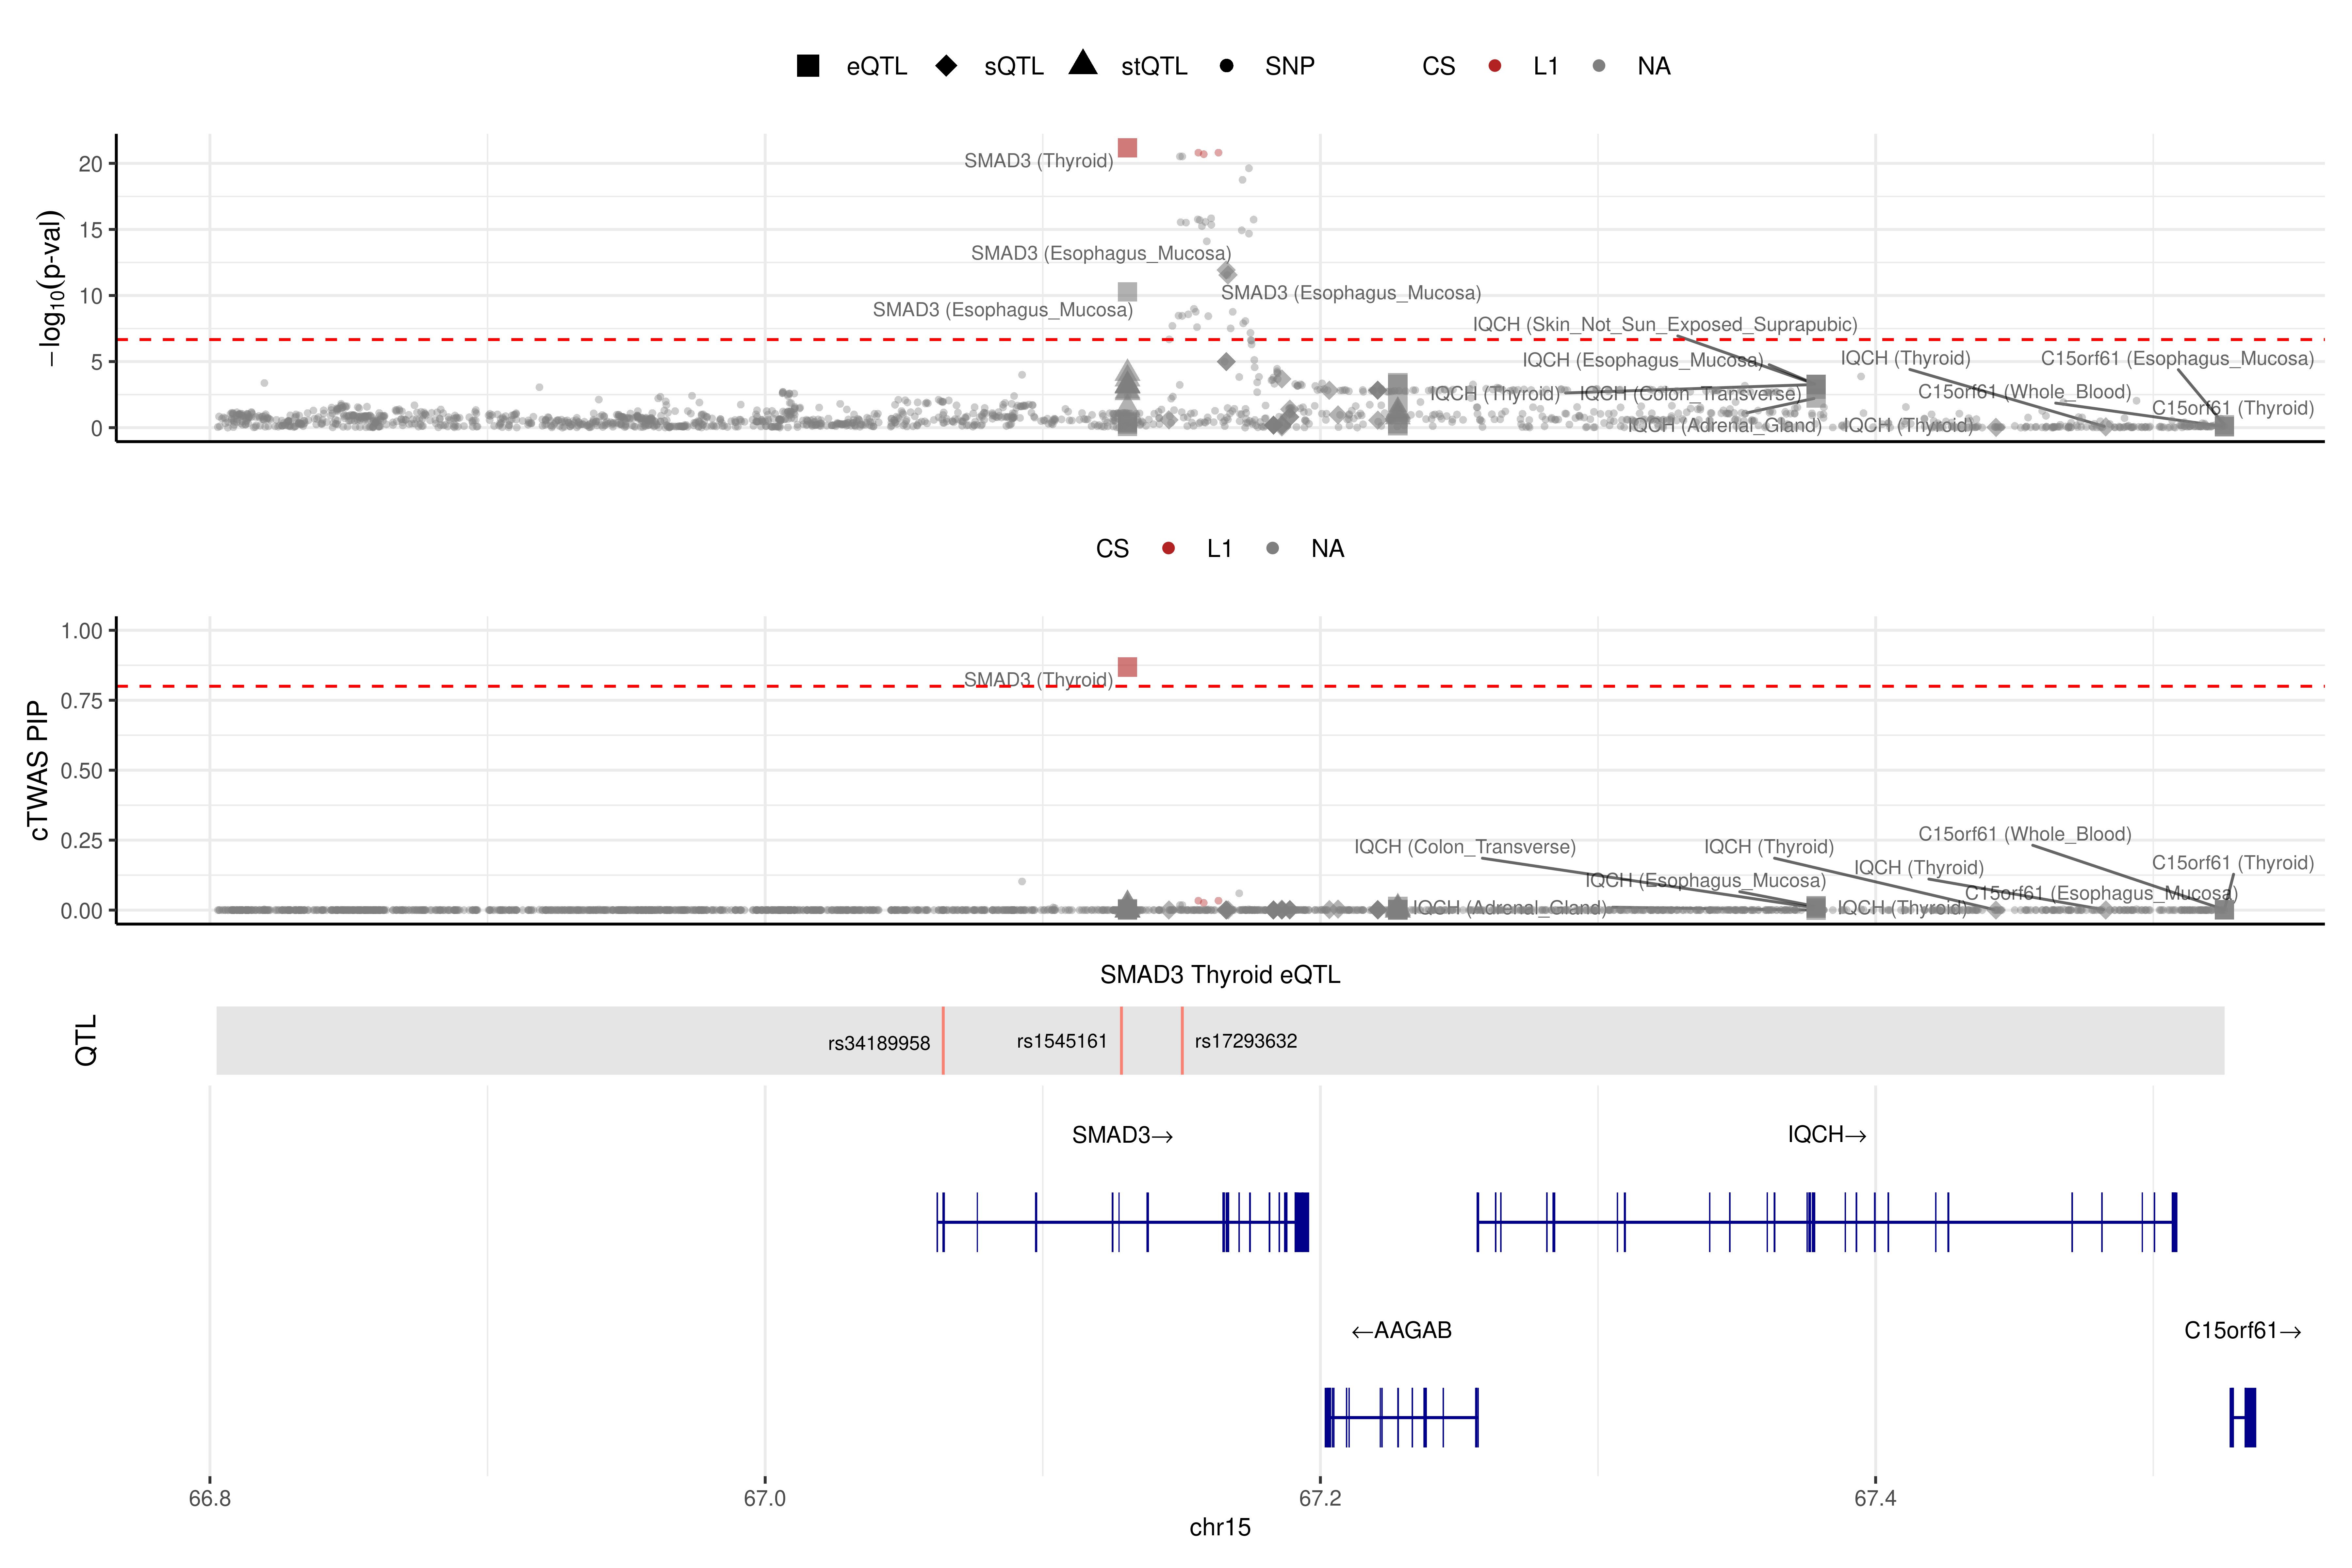 eQTL sQTL stQTL SNP CS L1 NA
−log10(p-val)
20
15
10
5
0
SMAD3 (Thyroid)
SMAD3 (Esophagus_Mucosa)
SMAD3 (Esophagus_Mucosa)
SMAD3 (Esophagus_Mucosa)
IQCH (Skin_Not_Sun_Exposed_Suprapubic)
IQCH (Esophagus_Mucosa)
IQCH (Thyroid)
C15orf61 (Esophagus_Mucosa)
IQCH (Thyroid)
IQCH (Colon_Transverse)
C15orf61 (Whole_Blood)
C15orf61 (Thyroid)
IQCH (Adrenal_Gland)
IQCH (Thyroid)
CS L1 NA
cTWAS PIP
1.00
0.75
0.50
0.25
0.00
SMAD3 (Thyroid)
IQCH (Colon_Transverse)
IQCH (Thyroid)
C15orf61 (Whole_Blood)
IQCH (Thyroid)
C15orf61 (Thyroid)
IQCH (Esophagus_Mucosa)
C15orf61 (Esophagus_Mucosa)
IQCH (Adrenal_Gland)
IQCH (Thyroid)
SMAD3 Thyroid eQTL
QTL
rs34189958
rs1545161
rs17293632
SMAD3→
IQCH→
←AAGAB
C15orf61→
66.8 67.0 67.2 67.4
chr15